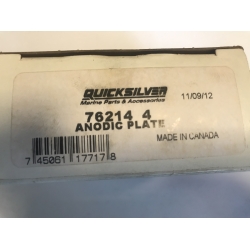 QUICKSILVER
Marine Parts & Accessories
11/09/12
76214 4
ANODIC PLATE
MADE IN CANADA
7 45061 17717 8